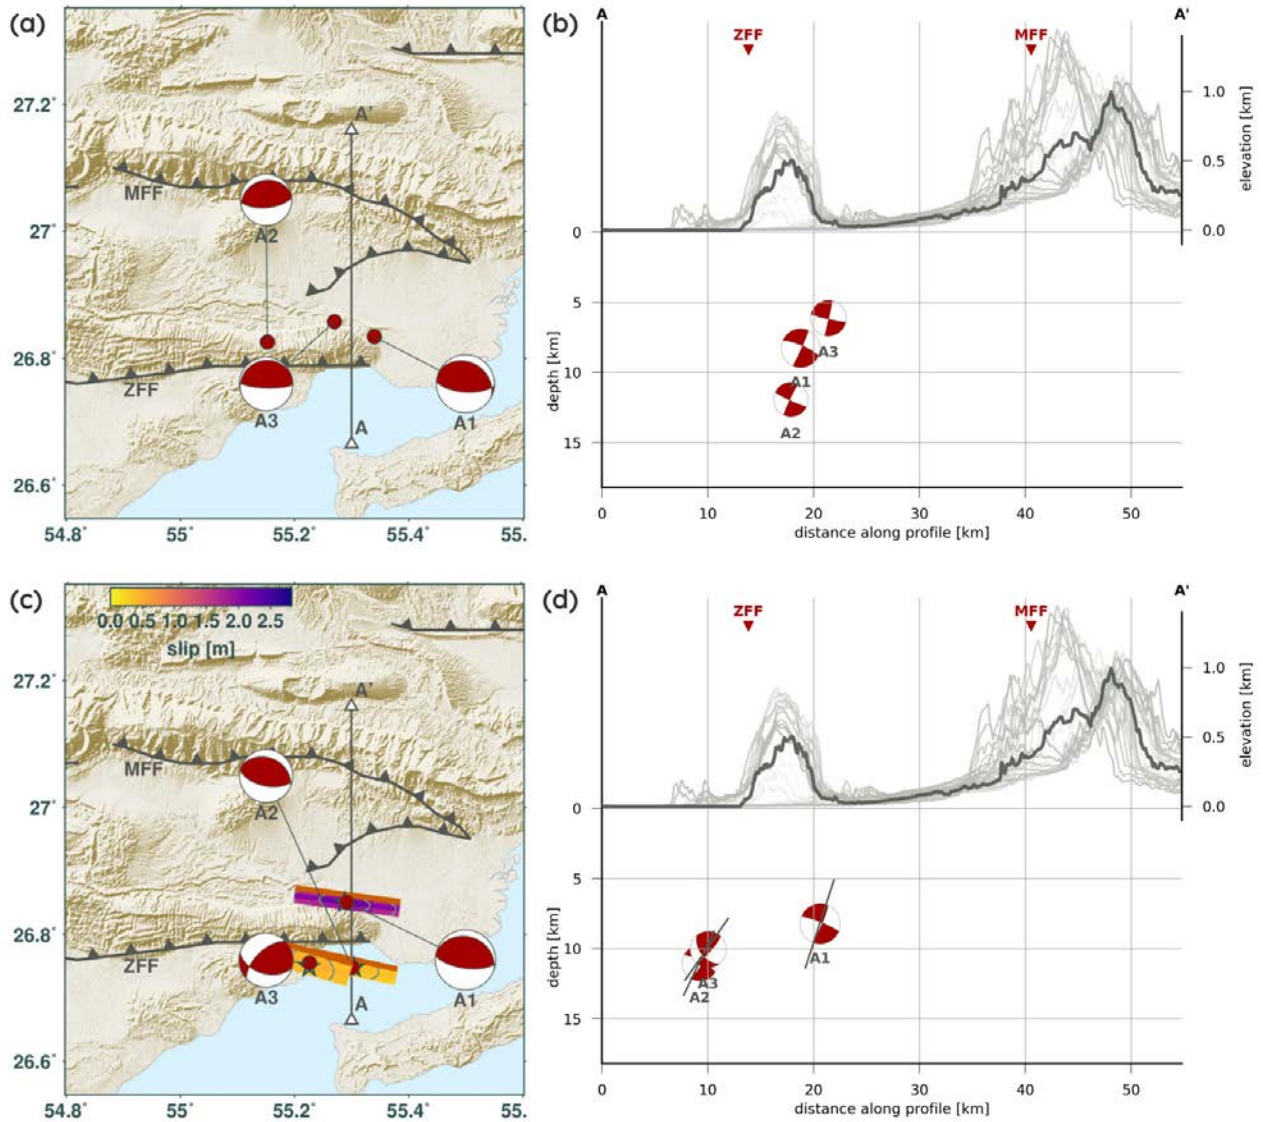 (a)
27.2°
27°
26.8°
26.6°
54.8°
55°
55.2°
55.4°
55.
A'
MFF
A2
ZFF
A3
A
A1
(b)
A
A'
ZFF
MFF
1.0
0.5
0.0
elevation [km]
0
5
10
15
depth [km]
A3
A1
A2
0
10
20
30
40
50
distance along profile [km]
(c)
0.0 0.5 1.0 1.5 2.0 2.5
slip [m]
27.2°
27°
26.8°
26.6°
54.8°
55°
55.2°
55.4°
55.
A'
MFF
A2
ZFF
A3
A
A1
(d)
A
A'
ZFF
MFF
1.0
0.5
0.0
elevation [km]
0
5
10
15
depth [km]
A1
A3
A2
0
10
20
30
40
50
distance along profile [km]